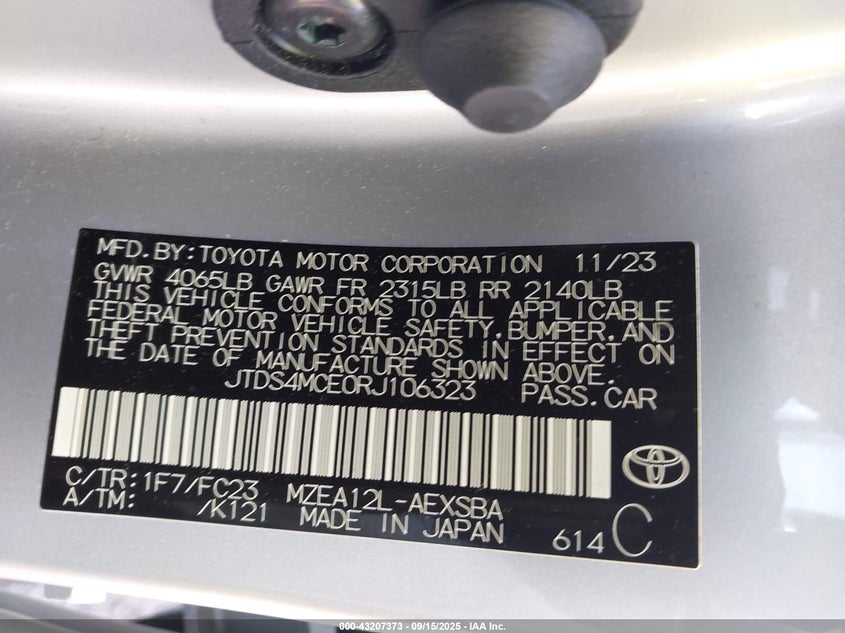 MFD.BY:TOYOTA MOTOR CORPORATION 11/23
GVWR 4065LB GAWR FR 2315LB RR 2140LB
THIS VEHICLE CONFORMS TO ALL APPLICABLE
FEDERAL MOTOR VEHICLE SAFETY,BUMPER,AND
THEFT PREVENTION STANDARDS IN EFFECT ON
THE DATE OF MANUFACTURE SHOWN ABOVE.
JTDS4MCE0RJ106323 PASS.CAR
C/TR:1F7/FC23 MZEA12L-AEXSBA
A/TM: /K121 MADE IN JAPAN 614 C
000-43207373 - 09/15/2025 - IAA Inc.